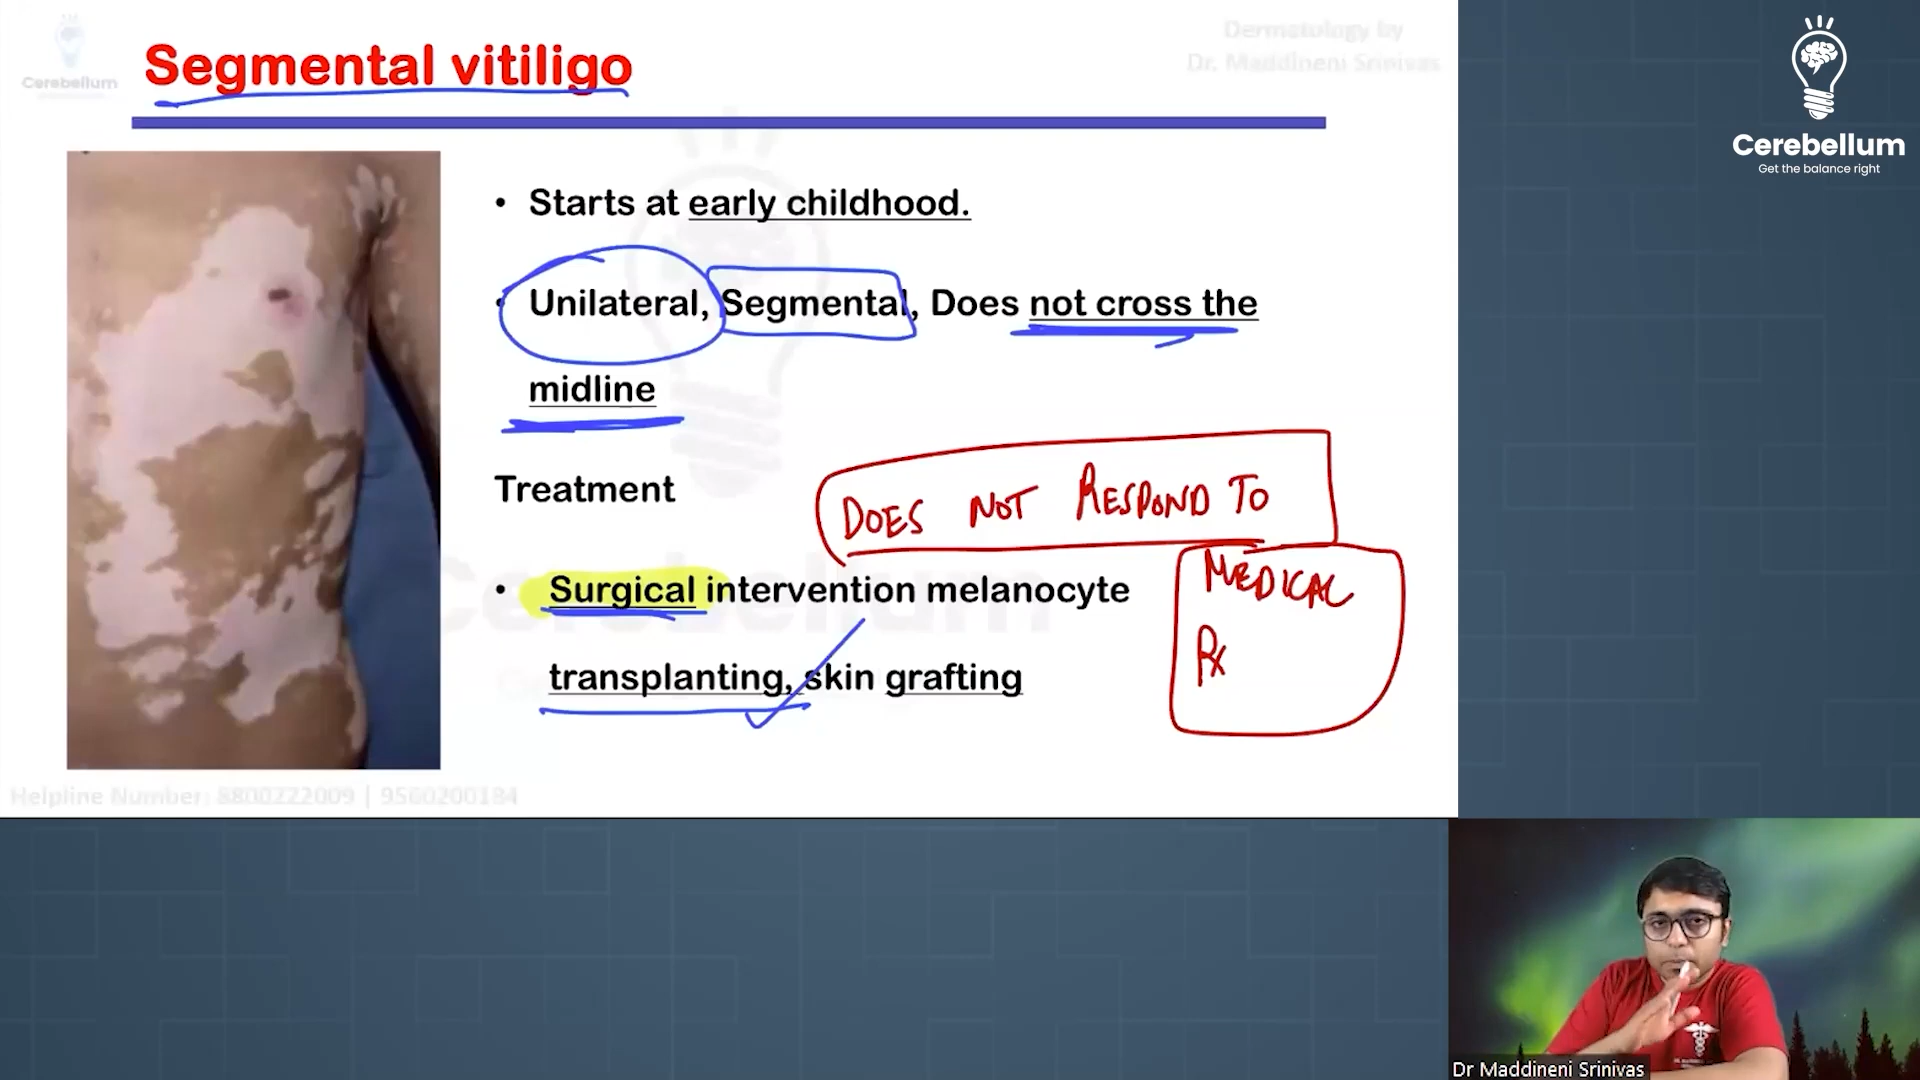 Cerebellum
Dermatology by
Dr. Maddineni Srinivas
Segmental vitiligo
Cerebellum
Get the balance right
• Starts at early childhood.
• Unilateral, Segmental, Does not cross the
midline
Treatment
DOES NOT RESPOND TO
MEDICAL
Rx
• Surgical intervention melanocyte
transplanting, skin grafting
Cerebellum
Helpline Number: 8800222009 | 9560200184
Dr Maddineni Srinivas